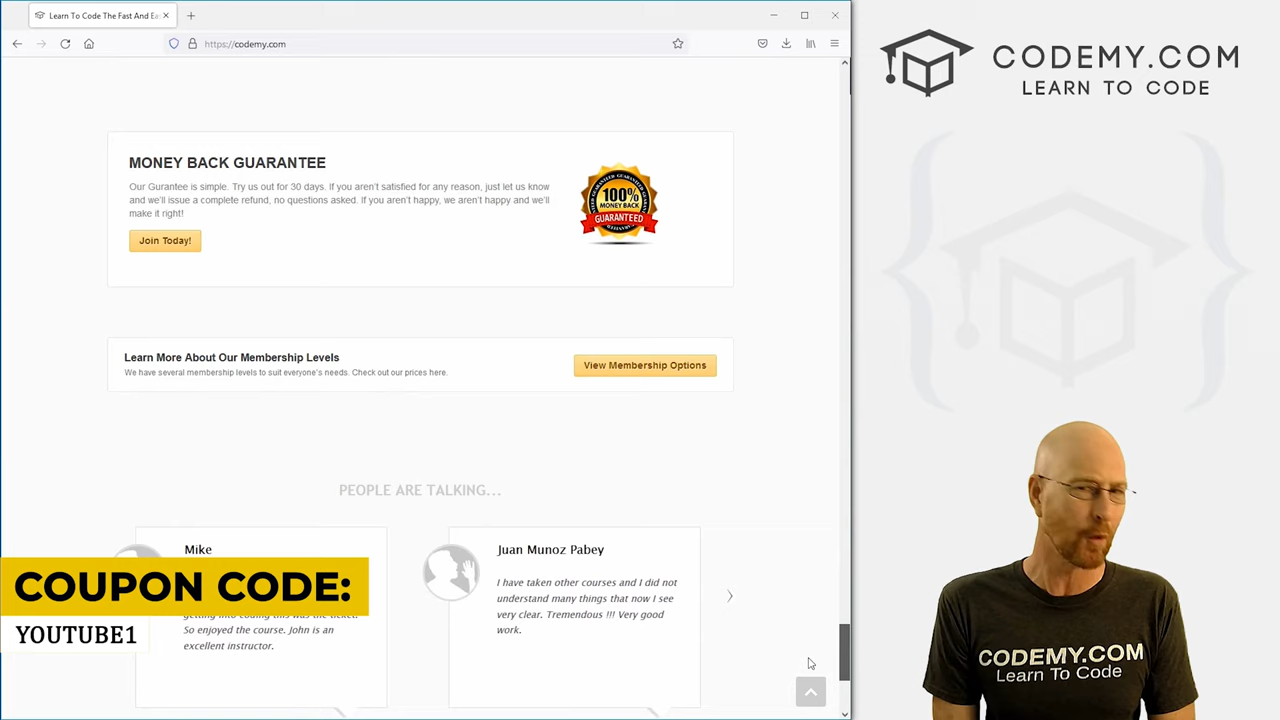 Learn To Code The Fast And Ea
https://codemy.com
CODEMY.COM
LEARN TO CODE
MONEY BACK GUARANTEE
Our Gurantee is simple. Try us out for 30 days. If you aren't satisfied for any reason, just let us know
and we'll issue a complete refund, no questions asked. If you aren't happy, we aren't happy and we'll
make it right!
Join Today!
100%
MONEY BACK
GUARANTEED
Learn More About Our Membership Levels
We have several membership levels to suit everyone's needs. Check out our prices here.
View Membership Options
PEOPLE ARE TALKING...
Mike
getting into coding this was the ticket.
So enjoyed the course. John is an
excellent instructor.
Juan Munoz Pabey
I have taken other courses and I did not
understand many things that now I see
very clear. Tremendous !!! Very good
work.
COUPON CODE:
YOUTUBE1
CODEMY.COM
Learn To Code